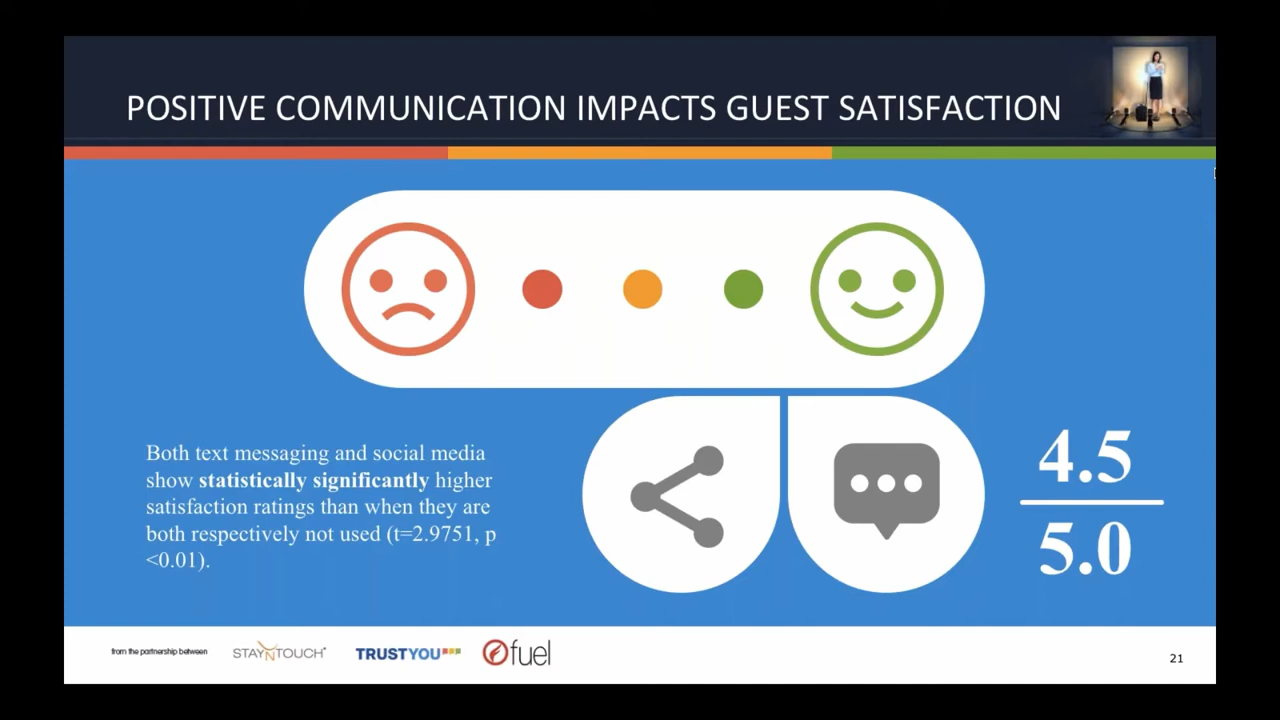 POSITIVE COMMUNICATION IMPACTS GUEST SATISFACTION
Both text messaging and social media
show statistically significantly higher
satisfaction ratings than when they are
both respectively not used (t=2.9751, p
<0.01).
4.5
5.0
from the partnership between
STAYNTOUCH
TRUSTYOU
fuel
21